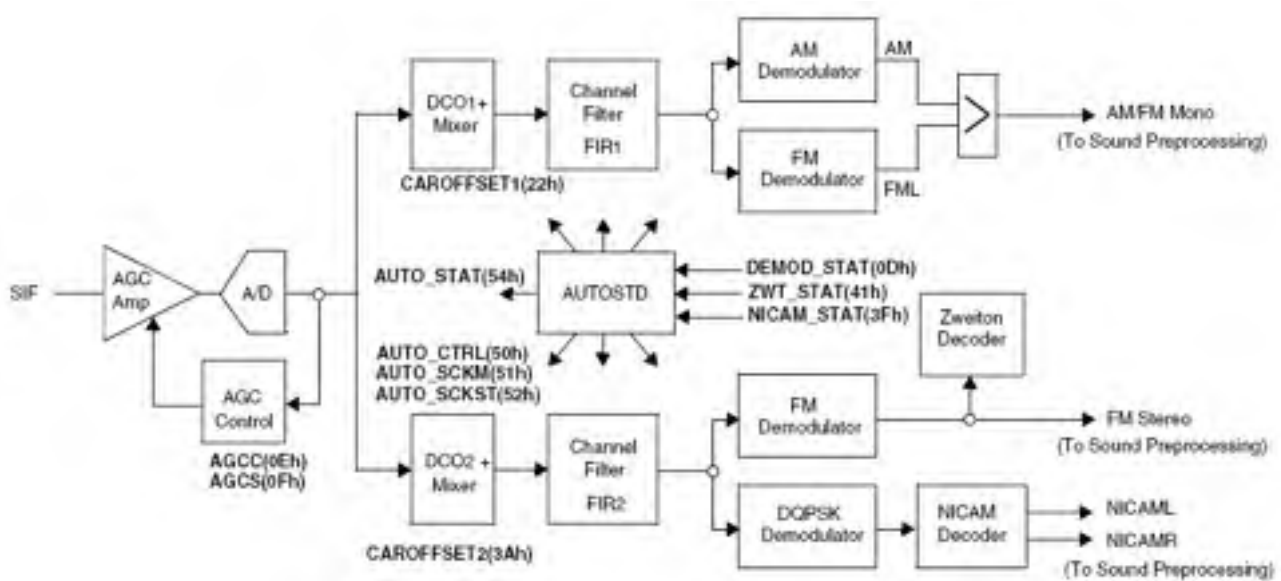 AM
Demodulator
AM
DCO1+
Mixer
Channel
Filter
FIR1
AM/FM Mono
(To Sound Preprocessing)
FM
Demodulator
FML
CAROFFSET1(22h)
SIF
AGC
Amp
A/D
AUTO_STAT(54h)
AUTOSTD
DEMOD_STAT(0Dh)
ZWT_STAT(41h)
NICAM_STAT(3Fh)
Zweiton
Decoder
AUTO_CTRL(50h)
AUTO_SCKM(51h)
AUTO_SCKST(52h)
AGC
Control
AGCC(0Eh)
AGCS(0Fh)
FM
Demodulator
FM Stereo
(To Sound Preprocessing)
DCO2 +
Mixer
Channel
Filter
FIR2
DQPSK
Demodulator
NICAM
Decoder
NICAML
NICAMR
(To Sound Preprocessing)
CAROFFSET2(3Ah)